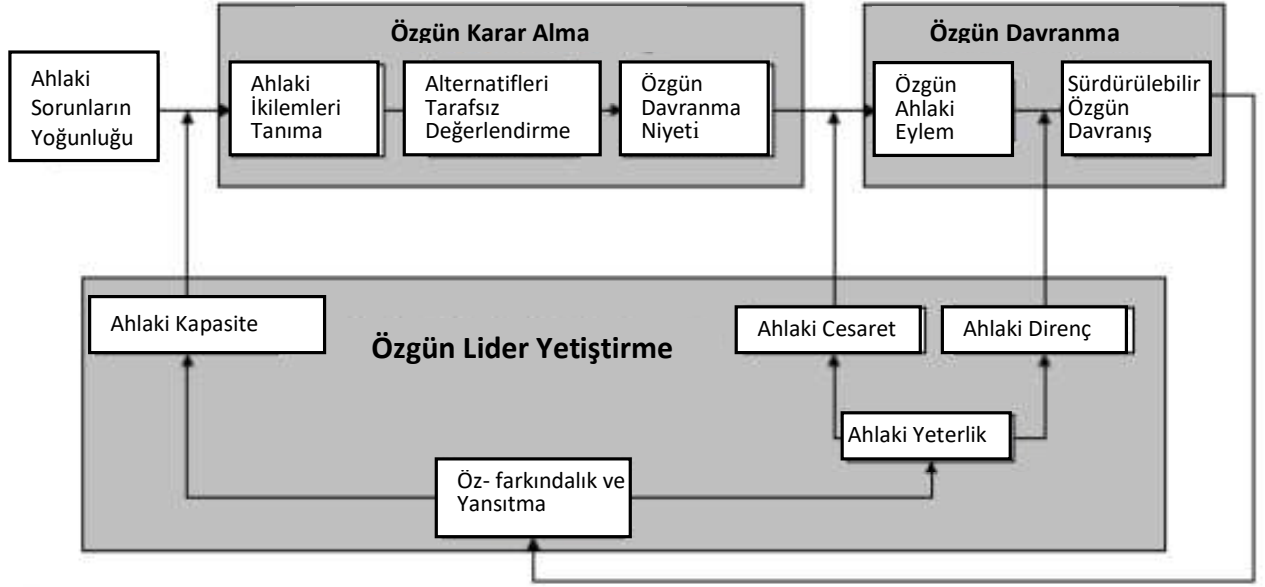 Özgün Karar Alma
Özgün Davranma
Ahlaki
Sorunların
Yoğunluğu
Ahlaki
İkilemleri
Tanıma
Alternatifleri
Tarafsız
Değerlendirme
Özgün
Davranma
Niyeti
Özgün
Ahlaki
Eylem
Sürdürülebilir
Özgün
Davranış
Ahlaki Kapasite
Özgün Lider Yetiştirme
Ahlaki Cesaret
Ahlaki Direnç
Ahlaki Yeterlik
Öz- farkındalık ve
Yansıtma